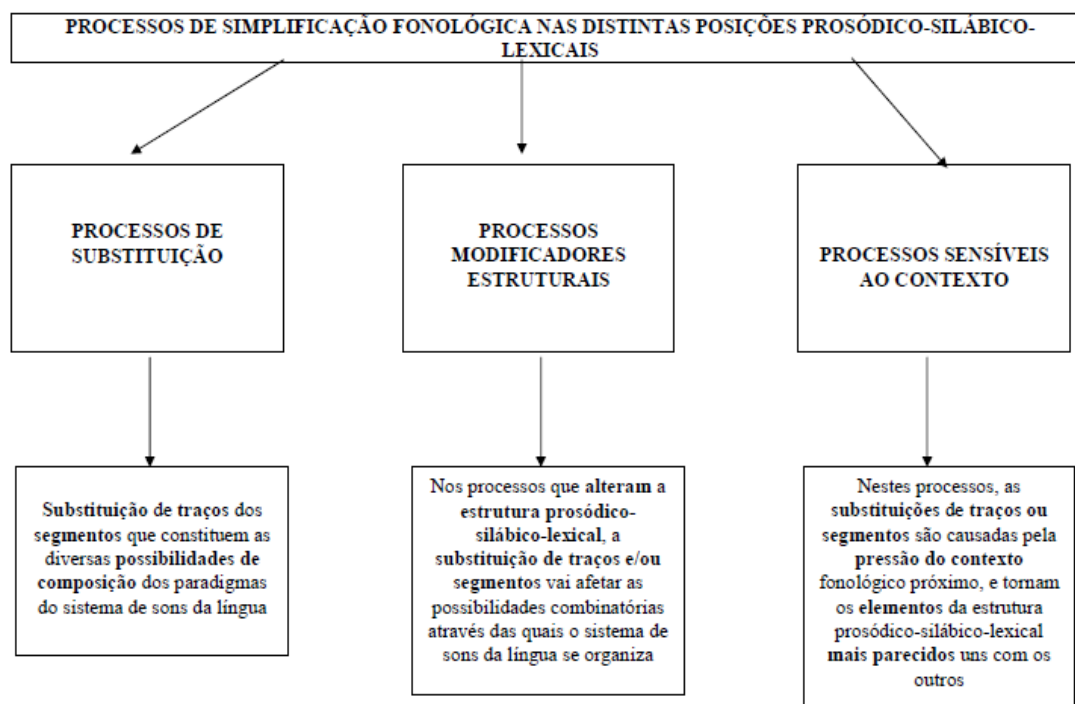 PROCESSOS DE SIMPLIFICAÇÃO FONOLÓGICA NAS DISTINTAS POSIÇÕES PROSÓDICO-SILÁBICO-
LEXICAIS
PROCESSOS DE
SUBSTITUIÇÃO
PROCESSOS
MODIFICADORES
ESTRUTURAIS
PROCESSOS SENSÍVEIS
AO CONTEXTO
Substituição de traços dos
segmentos que constituem as
diversas possibilidades de
composição dos paradigmas
do sistema de sons da língua
Nos processos que alteram a
estrutura prosódico-
silábico-lexical, a
substituição de traços e/ou
segmentos vai afetar as
possibilidades combinatórias
através das quais o sistema de
sons da língua se organiza
Nestes processos, as
substituições de traços ou
segmentos são causadas pela
pressão do contexto
fonológico próximo, e tornam
os elementos da estrutura
prosódico-silábico-lexical
mais parecidos uns com os
outros